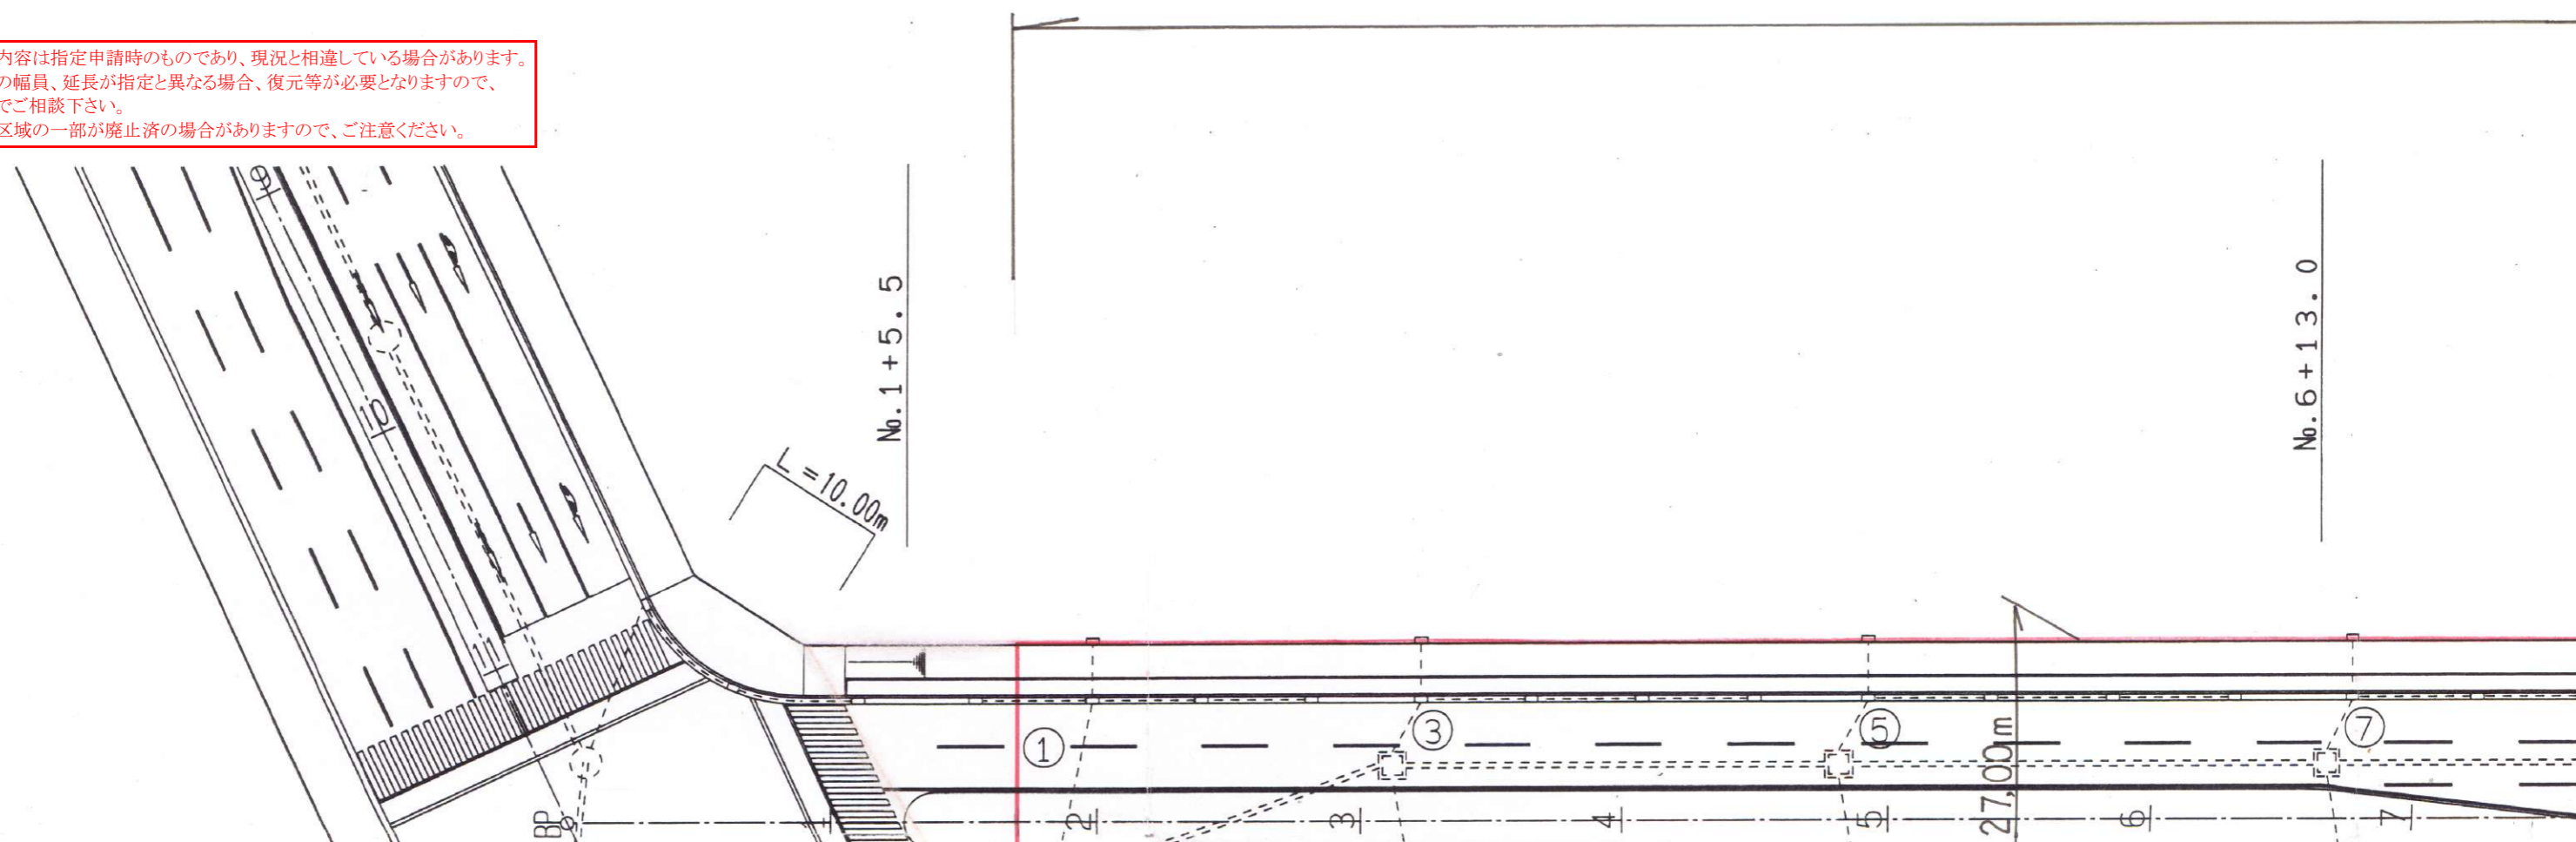 内容は指定申請時のものであり、現況と相違している場合があります。
の幅員、延長が指定と異なる場合、復元等が必要となりますので、
でご相談下さい。
区域の一部が廃止済の場合がありますので、ご注意ください。
9
10
11
L=10.00m
No.1+5.5
No.6+13.0
27,00m
①
③
⑤
⑦
BP
1
2
3
4
5
6
7